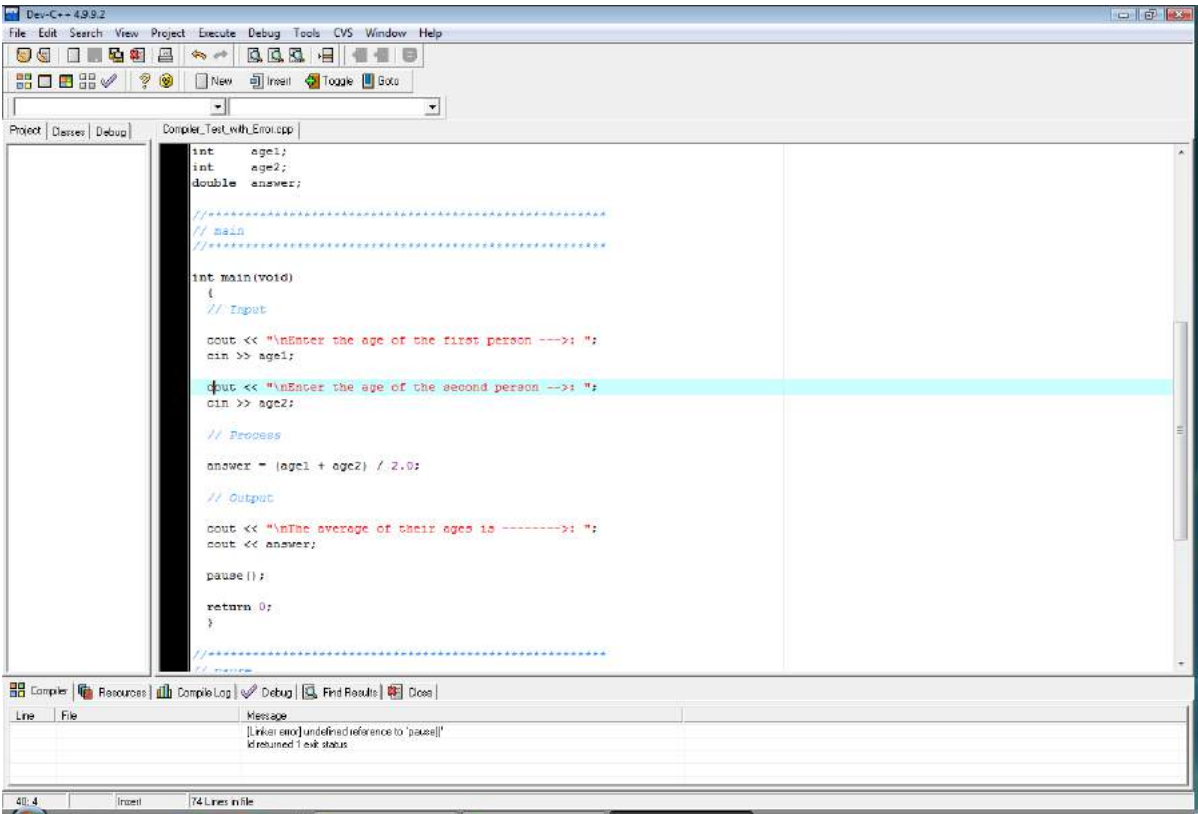 Dev-C++ 4.9.9.2
File Edit Search View Project Execute Debug Tools CVS Window Help
New Insert Toggle Goto
Project Classes Debug Compiler_Test_with_Error.cpp
int age1;
int age2;
double answer;
//******************************************************
// main
//******************************************************
int main(void)
{
// Input
cout << "\nEnter the age of the first person --->: ";
cin >> age1;
cout << "\nEnter the age of the second person -->: ";
cin >> age2;
// Process
answer = (age1 + age2) / 2.0;
// Output
cout << "\nThe average of their ages is -------->: ";
cout << answer;
pause();
return 0;
}
//******************************************************
// pause
Compiler Resources Compile Log Debug Find Results Close
Line File Message
[Linker error] undefined reference to `pause()'
ld returned 1 exit status
40: 4 Insert 74 Lines in file